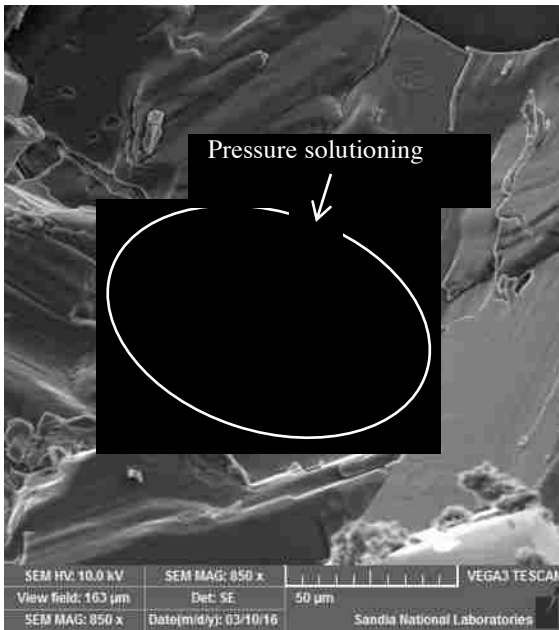 Pressure solutioning
SEM HV: 10.0 kV SEM MAG: 850 x VEGA3 TESCAN
View field: 163 µm Det: SE 50 µm
SEM MAG: 850 x Date(m/d/y): 03/10/16 Sandia National Laboratories